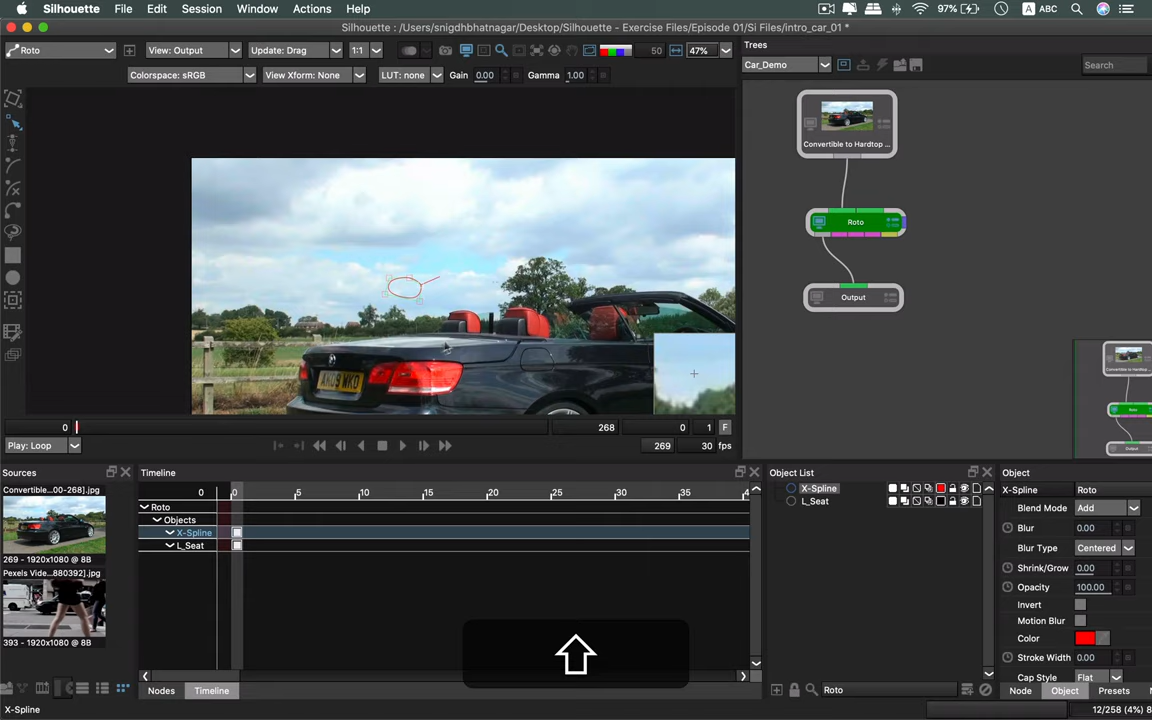 Silhouette File Edit Session Window Actions Help 97% A ABC
Silhouette : /Users/snigdhbhatnagar/Desktop/Silhouette - Exercise Files/Episode 01/Si Files/intro_car_01 *
Roto View: Output Update: Drag 1:1 50 47% Trees
Colorspace: sRGB View Xform: None LUT: none Gain 0.00 Gamma 1.00 Car_Demo Search
Convertible to Hardtop ...
Roto
Output
0 268 0 1 F
Play: Loop 269 30 fps
Sources Timeline Object List Object
Convertible...00-268].jpg 0 0 5 10 15 20 25 30 35 X-Spline X-Spline Roto
Roto L_Seat Blend Mode Add
Objects Blur 0.00
X-Spline Blur Type Centered
L_Seat
269 - 1920x1080 @ 8B Shrink/Grow 0.00
Pexels Vide...880392].jpg Opacity 100.00
Invert
Motion Blur
Color
393 - 1920x1080 @ 8B Stroke Width 0.00
Cap Style Flat
Nodes Timeline Roto Node Object Presets
X-Spline 12/258 (4%) 8